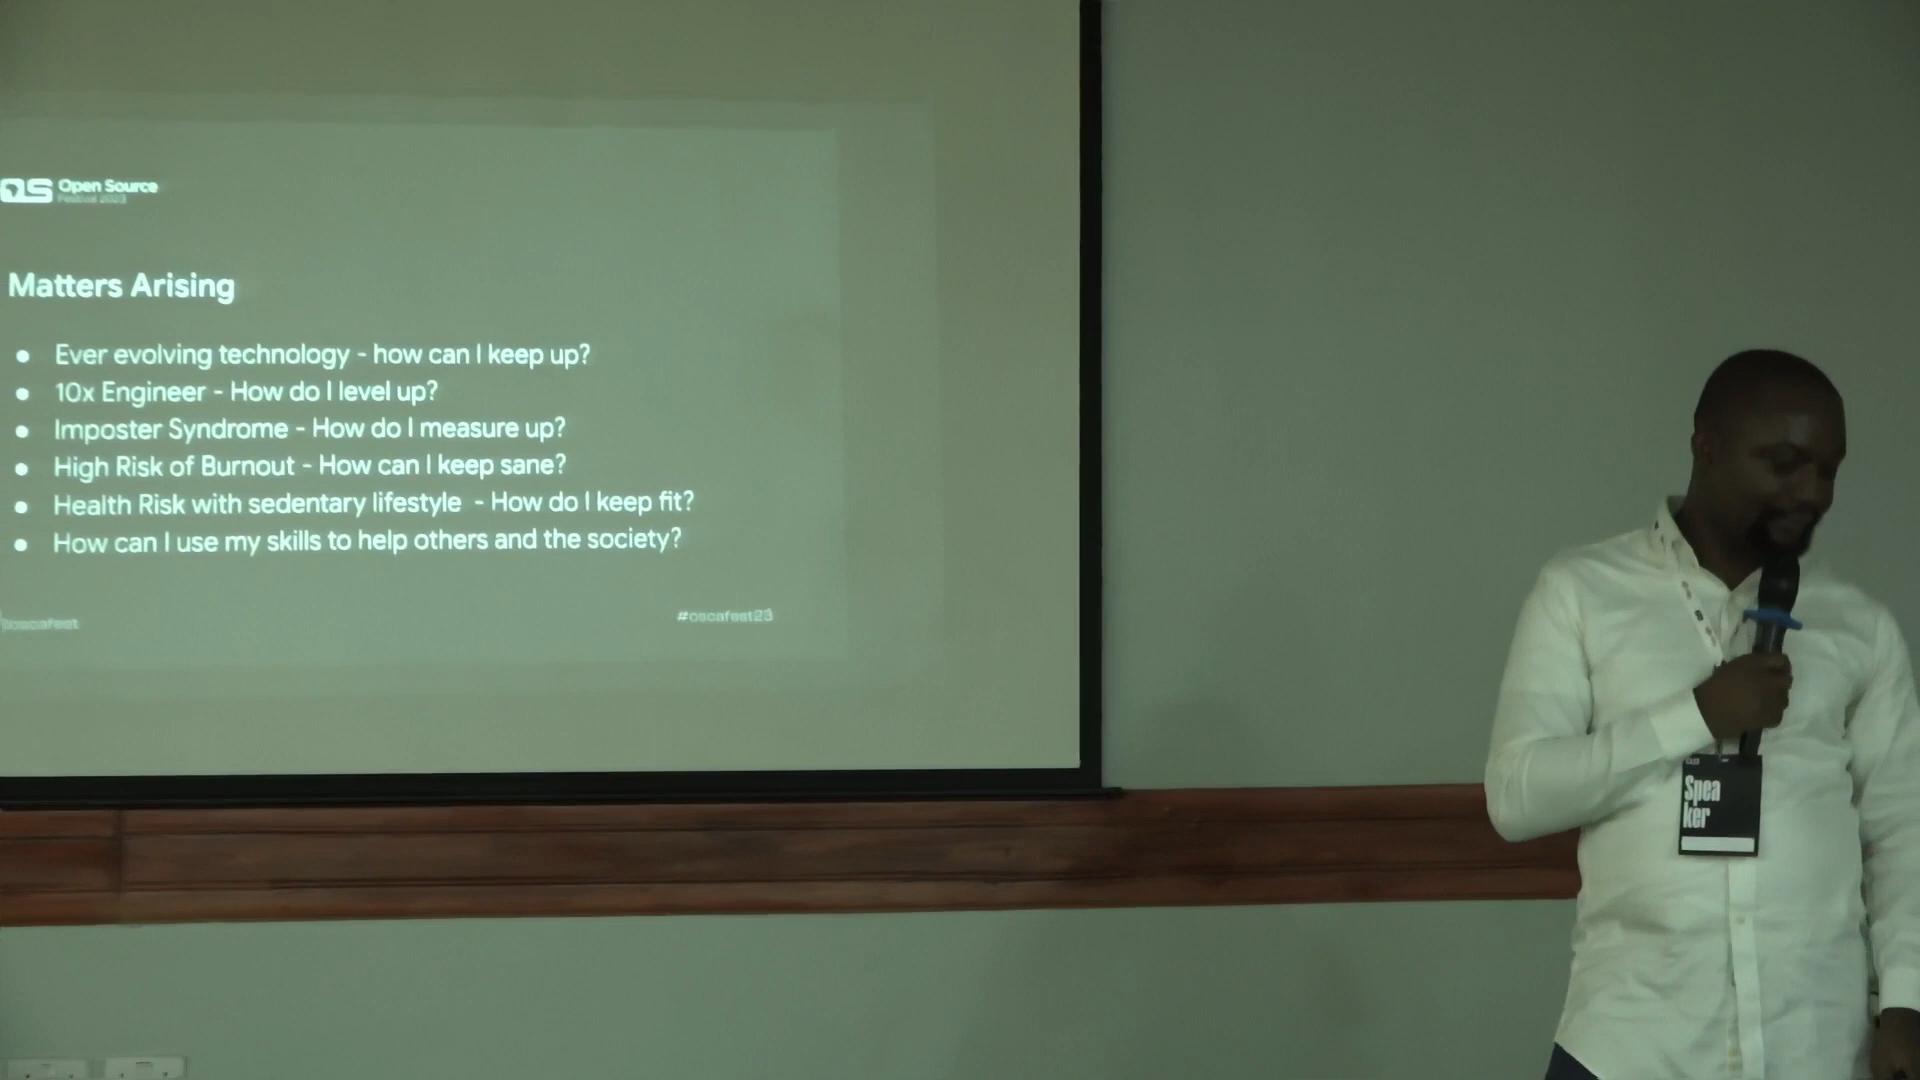 Open Source
Festival 2023
Matters Arising
● Ever evolving technology - how can I keep up?
● 10x Engineer - How do I level up?
● Imposter Syndrome - How do I measure up?
● High Risk of Burnout - How can I keep sane?
● Health Risk with sedentary lifestyle - How do I keep fit?
● How can I use my skills to help others and the society?
#oscafest23
Spea
ker